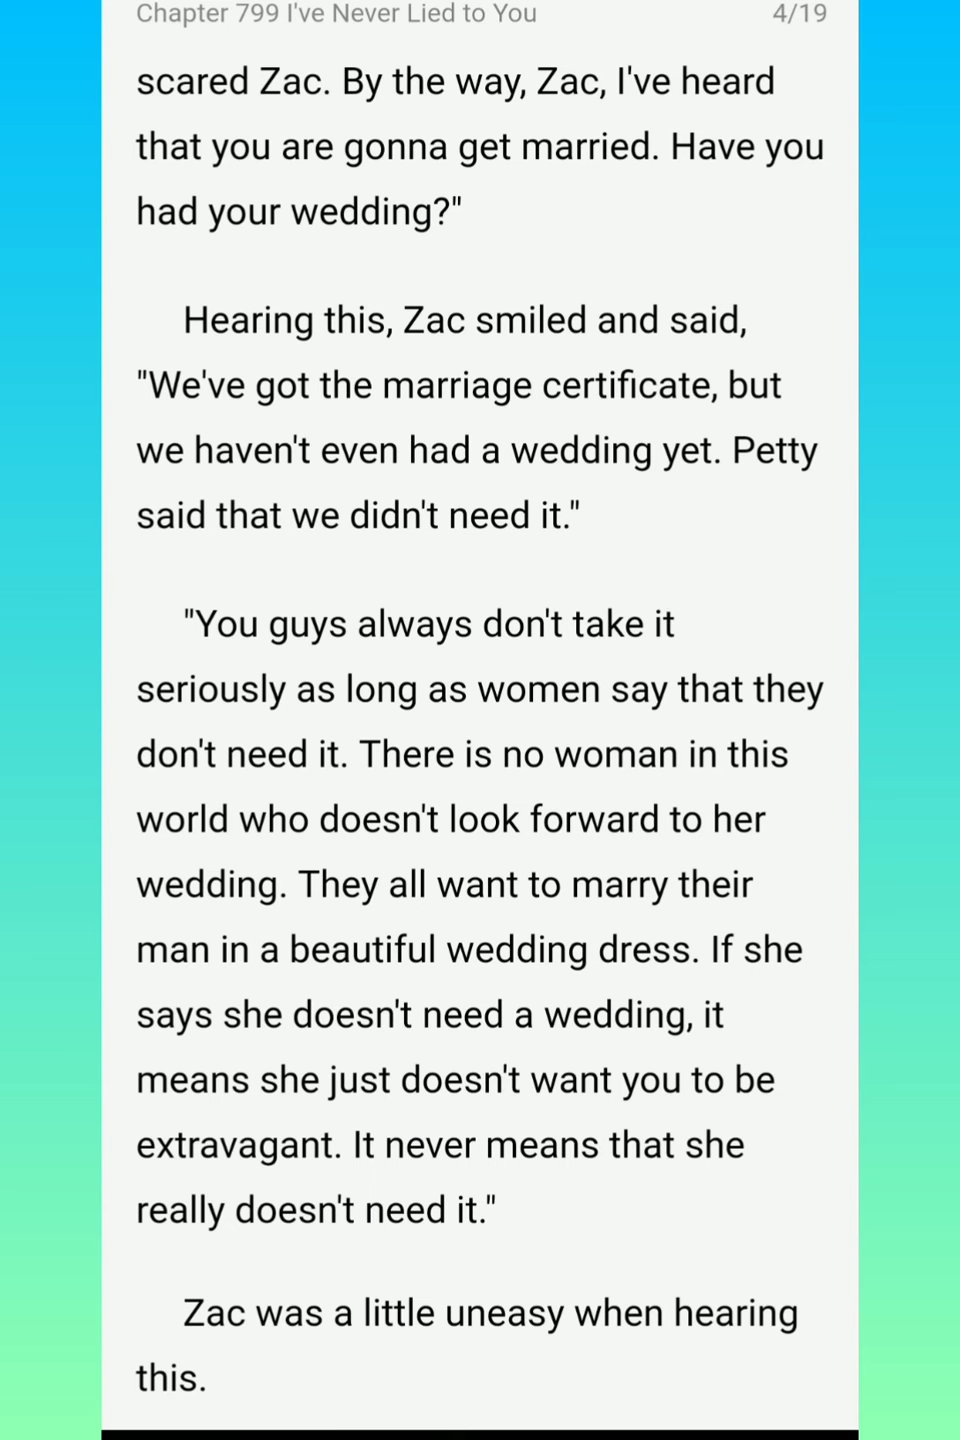 Chapter 799 I've Never Lied to You 4/19
scared Zac. By the way, Zac, I've heard
that you are gonna get married. Have you
had your wedding?"
Hearing this, Zac smiled and said,
"We've got the marriage certificate, but
we haven't even had a wedding yet. Petty
said that we didn't need it."
"You guys always don't take it
seriously as long as women say that they
don't need it. There is no woman in this
world who doesn't look forward to her
wedding. They all want to marry their
man in a beautiful wedding dress. If she
says she doesn't need a wedding, it
means she just doesn't want you to be
extravagant. It never means that she
really doesn't need it."
Zac was a little uneasy when hearing
this.